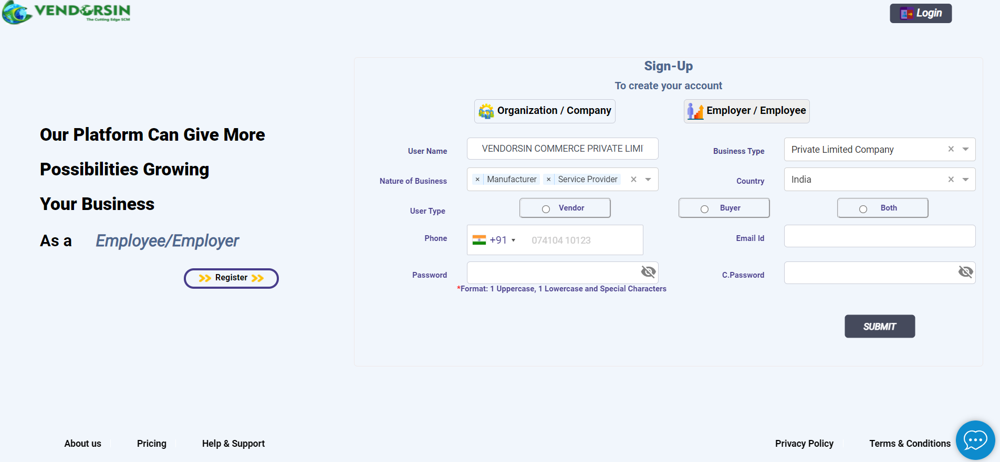 VENDORSIN
The Cutting Edge SCM
Login
Sign-Up
To create your account
Organization / Company
Employer / Employee
Our Platform Can Give More
Possibilities Growing
Your Business
As a Employee/Employer
Register
User Name VENDORSIN COMMERCE PRIVATE LIMI
Business Type Private Limited Company
Nature of Business × Manufacturer × Service Provider ×
Country India ×
User Type Vendor Buyer Both
Phone +91 074104 10123
Email Id
Password
C.Password
*Format: 1 Uppercase, 1 Lowercase and Special Characters
SUBMIT
About us Pricing Help & Support Privacy Policy Terms & Conditions